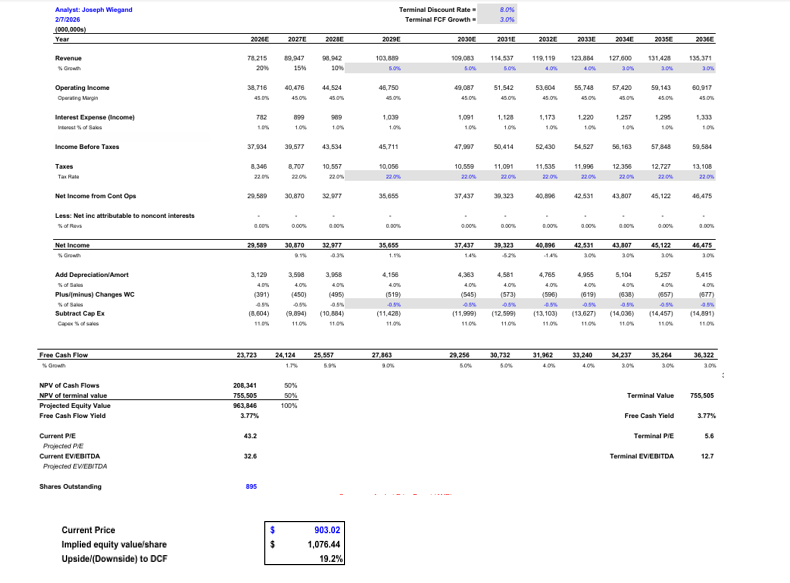 Analyst: Joseph Wiegand Terminal Discount Rate = 8.0%
2/7/2026 Terminal FCF Growth = 3.0%
(000,000s)
Year 2026E 2027E 2028E 2029E 2030E 2031E 2032E 2033E 2034E 2035E 2036E
Revenue 78,215 89,947 98,942 103,889 109,083 114,537 119,119 123,884 127,600 131,428 135,371
% Growth 20% 15% 10% 5.0% 5.0% 5.0% 4.0% 4.0% 3.0% 3.0% 3.0%
Operating Income 38,716 40,476 44,524 46,750 49,087 51,542 53,604 55,748 57,420 59,143 60,917
Operating Margin 45.0% 45.0% 45.0% 45.0% 45.0% 45.0% 45.0% 45.0% 45.0% 45.0% 45.0%
Interest Expense (Income) 782 899 989 1,039 1,091 1,128 1,173 1,220 1,257 1,295 1,333
Interest % of Sales 1.0% 1.0% 1.0% 1.0% 1.0% 1.0% 1.0% 1.0% 1.0% 1.0% 1.0%
Income Before Taxes 37,934 39,577 43,534 45,711 47,997 50,414 52,430 54,527 56,163 57,848 59,584
Taxes 8,346 8,707 10,557 10,056 10,559 11,091 11,535 11,996 12,356 12,727 13,108
Tax Rate 22.0% 22.0% 22.0% 22.0% 22.0% 22.0% 22.0% 22.0% 22.0% 22.0% 22.0%
Net Income from Cont Ops 29,589 30,870 32,977 35,655 37,437 39,323 40,896 42,531 43,807 45,122 46,475
Less: Net inc attributable to noncont interests - - - - - - - - - - -
% of Revs 0.00% 0.00% 0.00% 0.00% 0.00% 0.00% 0.00% 0.00% 0.00% 0.00% 0.00%
Net Income 29,589 30,870 32,977 35,655 37,437 39,323 40,896 42,531 43,807 45,122 46,475
% Growth 9.1% -0.3% 1.1% 1.4% -5.2% -1.4% 3.0% 3.0% 3.0% 3.0%
Add Depreciation/Amort 3,129 3,598 3,958 4,156 4,363 4,581 4,765 4,955 5,104 5,257 5,415
% of Sales 4.0% 4.0% 4.0% 4.0% 4.0% 4.0% 4.0% 4.0% 4.0% 4.0% 4.0%
Plus/(minus) Changes WC (391) (450) (495) (519) (545) (573) (596) (619) (638) (657) (677)
% of Sales -0.5% -0.5% -0.5% -0.5% -0.5% -0.5% -0.5% -0.5% -0.5% -0.5% -0.5%
Subtract Cap Ex (8,604) (9,894) (10,884) (11,428) (11,999) (12,599) (13,103) (13,627) (14,036) (14,457) (14,891)
Capex % of sales 11.0% 11.0% 11.0% 11.0% 11.0% 11.0% 11.0% 11.0% 11.0% 11.0% 11.0%
Free Cash Flow 23,723 24,124 25,557 27,863 29,256 30,732 31,962 33,240 34,237 35,264 36,322
% Growth 1.7% 5.9% 9.0% 5.0% 5.0% 4.0% 4.0% 3.0% 3.0% 3.0%
NPV of Cash Flows 208,341 50%
NPV of terminal value 755,505 50% Terminal Value 755,505
Projected Equity Value 963,846 100%
Free Cash Flow Yield 3.77% Free Cash Yield 3.77%
Current P/E 43.2 Terminal P/E 5.6
Projected P/E
Current EV/EBITDA 32.6 Terminal EV/EBITDA 12.7
Projected EV/EBITDA
Shares Outstanding 895
Current Price $ 903.02
Implied equity value/share $ 1,076.44
Upside/(Downside) to DCF 19.2%